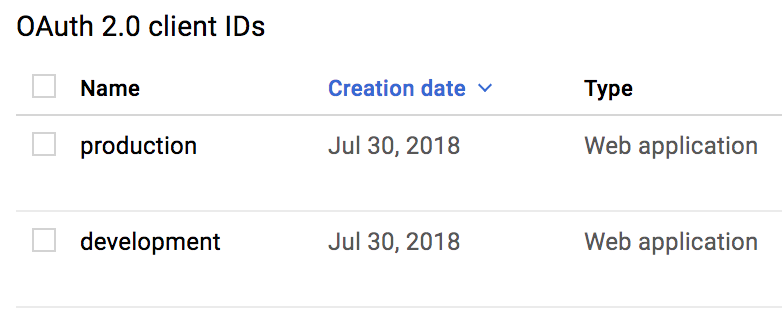 OAuth 2.0 client IDs
Name Creation date Type
production Jul 30, 2018 Web application
development Jul 30, 2018 Web application